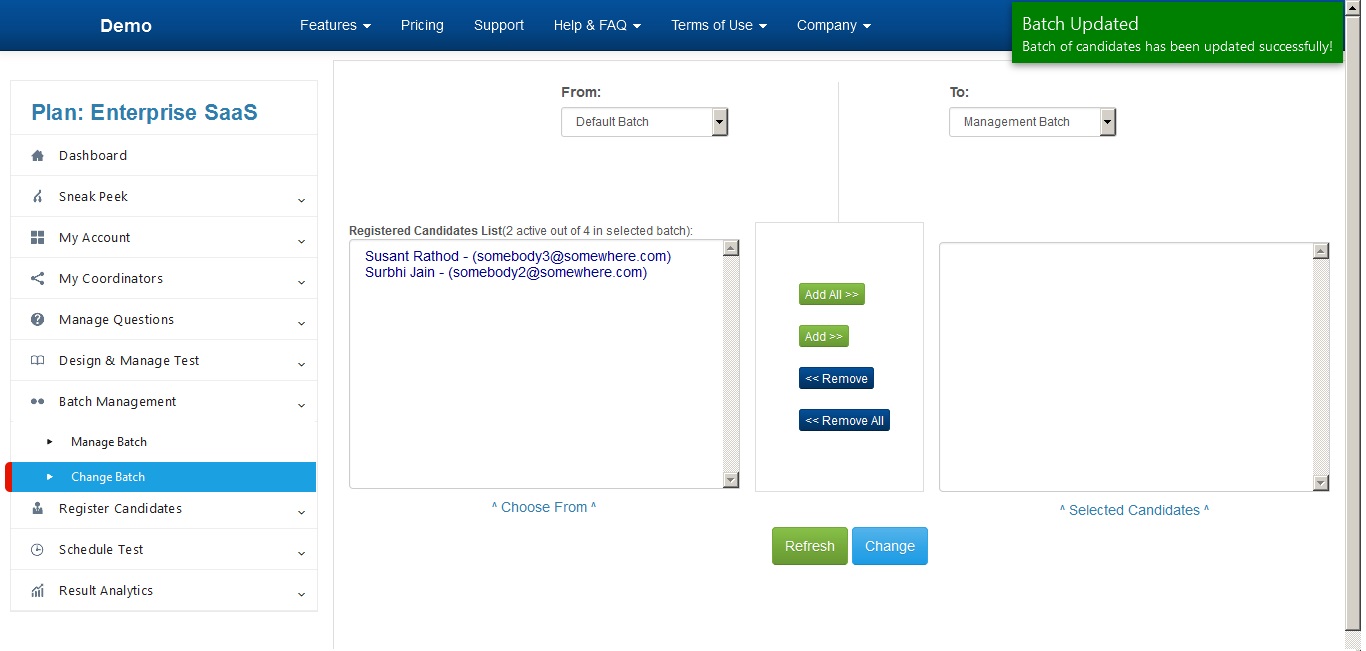 Demo
Features
Pricing
Support
Help & FAQ
Terms of Use
Company
Batch Updated
Batch of candidates has been updated successfully!
Plan: Enterprise SaaS
Dashboard
Sneak Peek
My Account
My Coordinators
Manage Questions
Design & Manage Test
Batch Management
Manage Batch
Change Batch
Register Candidates
Schedule Test
Result Analytics
From:
Default Batch
To:
Management Batch
Registered Candidates List(2 active out of 4 in selected batch):
Susant Rathod - (somebody3@somewhere.com)
Surbhi Jain - (somebody2@somewhere.com)
^ Choose From ^
Add All >>
Add >>
<< Remove
<< Remove All
^ Selected Candidates ^
Refresh
Change